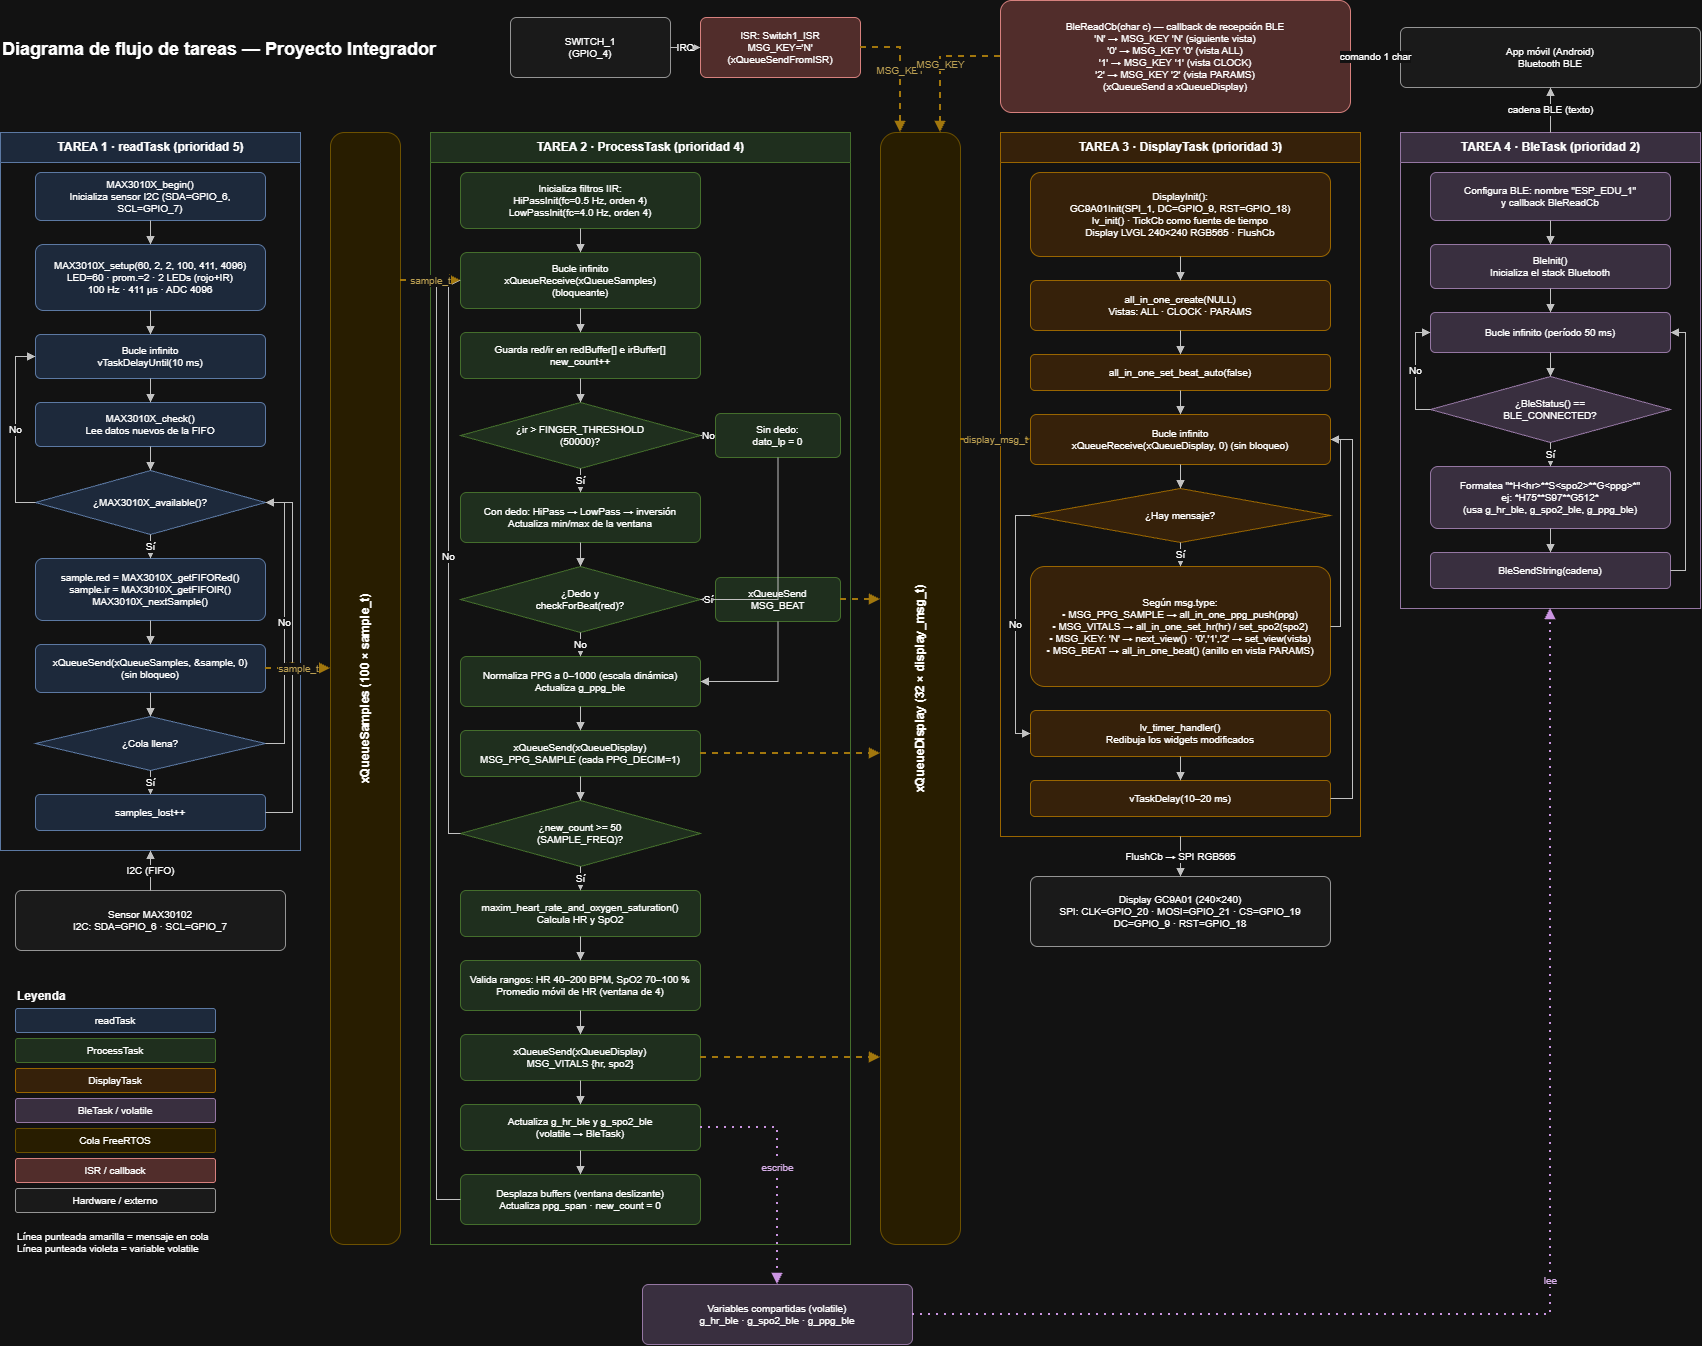 Diagrama de flujo de tareas — Proyecto Integrador
SWITCH_1
(GPIO_4)
IRQ
ISR: Switch1_ISR
MSG_KEY='N'
(xQueueSendFromISR)
MSG_KEY
MSG_KEY
BleReadCb(char c) — callback de recepción BLE
'N' → MSG_KEY 'N' (siguiente vista)
'0' → MSG_KEY '0' (vista ALL)
'1' → MSG_KEY '1' (vista CLOCK)
'2' → MSG_KEY '2' (vista PARAMS)
(xQueueSend a xQueueDisplay)
comando 1 char
App móvil (Android)
Bluetooth BLE
cadena BLE (texto)
TAREA 1 · readTask (prioridad 5)
MAX3010X_begin()
Inicializa sensor I2C (SDA=GPIO_6,
SCL=GPIO_7)
MAX3010X_setup(60, 2, 2, 100, 411, 4096)
LED=60 · prom.=2 · 2 LEDs (rojo+IR)
100 Hz · 411 µs · ADC 4096
Bucle infinito
vTaskDelayUntil(10 ms)
MAX3010X_check()
Lee datos nuevos de la FIFO
No
¿MAX3010X_available()?
Sí
sample.red = MAX3010X_getFIFORed()
sample.ir = MAX3010X_getFIFOIR()
MAX3010X_nextSample()
No
xQueueSend(xQueueSamples, &sample, 0)
(sin bloqueo)
sample_t
¿Cola llena?
Sí
samples_lost++
I2C (FIFO)
Sensor MAX30102
I2C: SDA=GPIO_6 · SCL=GPIO_7
xQueueSamples (100 × sample_t)
TAREA 2 · ProcessTask (prioridad 4)
Inicializa filtros IIR:
HiPassInit(fc=0.5 Hz, orden 4)
LowPassInit(fc=4.0 Hz, orden 4)
sample_t
Bucle infinito
xQueueReceive(xQueueSamples)
(bloqueante)
Guarda red/ir en redBuffer[] e irBuffer[]
new_count++
¿ir > FINGER_THRESHOLD
(50000)?
No
Sin dedo:
dato_lp = 0
Sí
Con dedo: HiPass → LowPass → inversión
Actualiza min/max de la ventana
No
¿Dedo y
checkForBeat(red)?
Sí
xQueueSend
MSG_BEAT
No
Normaliza PPG a 0–1000 (escala dinámica)
Actualiza g_ppg_ble
xQueueSend(xQueueDisplay)
MSG_PPG_SAMPLE (cada PPG_DECIM=1)
¿new_count >= 50
(SAMPLE_FREQ)?
Sí
maxim_heart_rate_and_oxygen_saturation()
Calcula HR y SpO2
Valida rangos: HR 40–200 BPM, SpO2 70–100 %
Promedio móvil de HR (ventana de 4)
xQueueSend(xQueueDisplay)
MSG_VITALS {hr, spo2}
Actualiza g_hr_ble y g_spo2_ble
(volatile → BleTask)
escribe
Desplaza buffers (ventana deslizante)
Actualiza ppg_span · new_count = 0
xQueueDisplay (32 × display_msg_t)
display_msg_t
TAREA 3 · DisplayTask (prioridad 3)
DisplayInit():
GC9A01Init(SPI_1, DC=GPIO_9, RST=GPIO_18)
lv_init() · TickCb como fuente de tiempo
Display LVGL 240×240 RGB565 · FlushCb
all_in_one_create(NULL)
Vistas: ALL · CLOCK · PARAMS
all_in_one_set_beat_auto(false)
Bucle infinito
xQueueReceive(xQueueDisplay, 0) (sin bloqueo)
¿Hay mensaje?
Sí
No
Según msg.type:
- MSG_PPG_SAMPLE → all_in_one_ppg_push(ppg)
- MSG_VITALS → all_in_one_set_hr(hr) / set_spo2(spo2)
- MSG_KEY: 'N' → next_view() · '0','1','2' → set_view(vista)
- MSG_BEAT → all_in_one_beat() (anillo en vista PARAMS)
lv_timer_handler()
Redibuja los widgets modificados
vTaskDelay(10–20 ms)
FlushCb → SPI RGB565
Display GC9A01 (240×240)
SPI: CLK=GPIO_20 · MOSI=GPIO_21 · CS=GPIO_19
DC=GPIO_9 · RST=GPIO_18
TAREA 4 · BleTask (prioridad 2)
Configura BLE: nombre "ESP_EDU_1"
y callback BleReadCb
BleInit()
Inicializa el stack Bluetooth
Bucle infinito (período 50 ms)
No
¿BleStatus() ==
BLE_CONNECTED?
Sí
Formatea "*H<hr>**S<spo2>**G<ppg>*"
ej: *H75**S97**G512*
(usa g_hr_ble, g_spo2_ble, g_ppg_ble)
BleSendString(cadena)
lee
Variables compartidas (volatile)
g_hr_ble · g_spo2_ble · g_ppg_ble
Leyenda
readTask
ProcessTask
DisplayTask
BleTask / volatile
Cola FreeRTOS
ISR / callback
Hardware / externo
Línea punteada amarilla = mensaje en cola
Línea punteada violeta = variable volatile